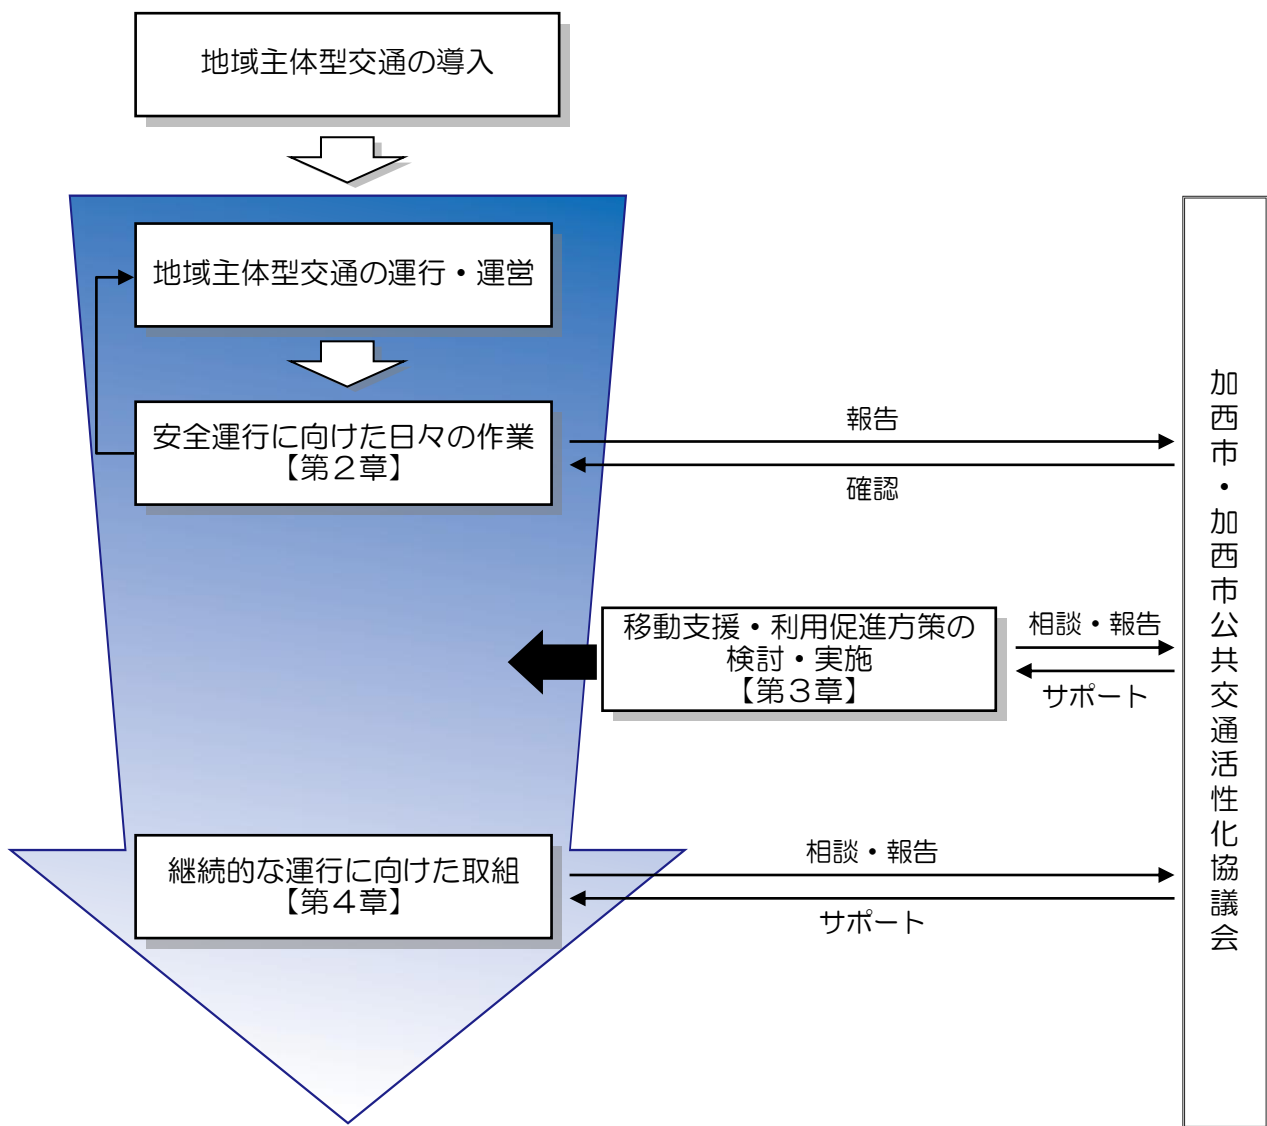 地域主体型交通の導入
地域主体型交通の運行・運営
安全運行に向けた日々の作業
【第２章】
報告
確認
移動支援・利用促進方策の
検討・実施
【第３章】
相談・報告
サポート
継続的な運行に向けた取組
【第４章】
相談・報告
サポート
加西市・加西市公共交通活性化協議会